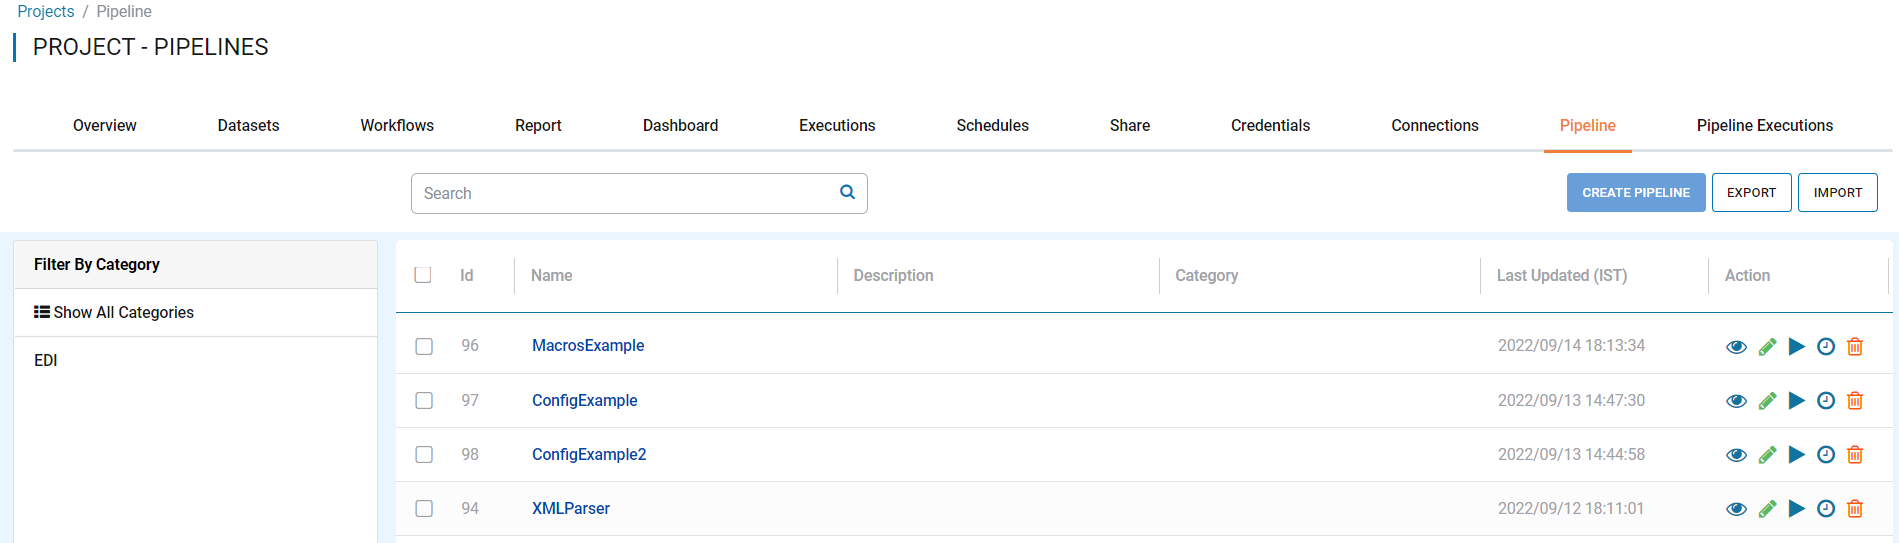 Projects / Pipeline
PROJECT - PIPELINES
Overview Datasets Workflows Report Dashboard Executions Schedules Share Credentials Connections Pipeline Pipeline Executions
Search CREATE PIPELINE EXPORT IMPORT
Filter By Category
Show All Categories
EDI
Id Name Description Category Last Updated (IST) Action
96 MacrosExample 2022/09/14 18:13:34
97 ConfigExample 2022/09/13 14:47:30
98 ConfigExample2 2022/09/13 14:44:58
94 XMLParser 2022/09/12 18:11:01